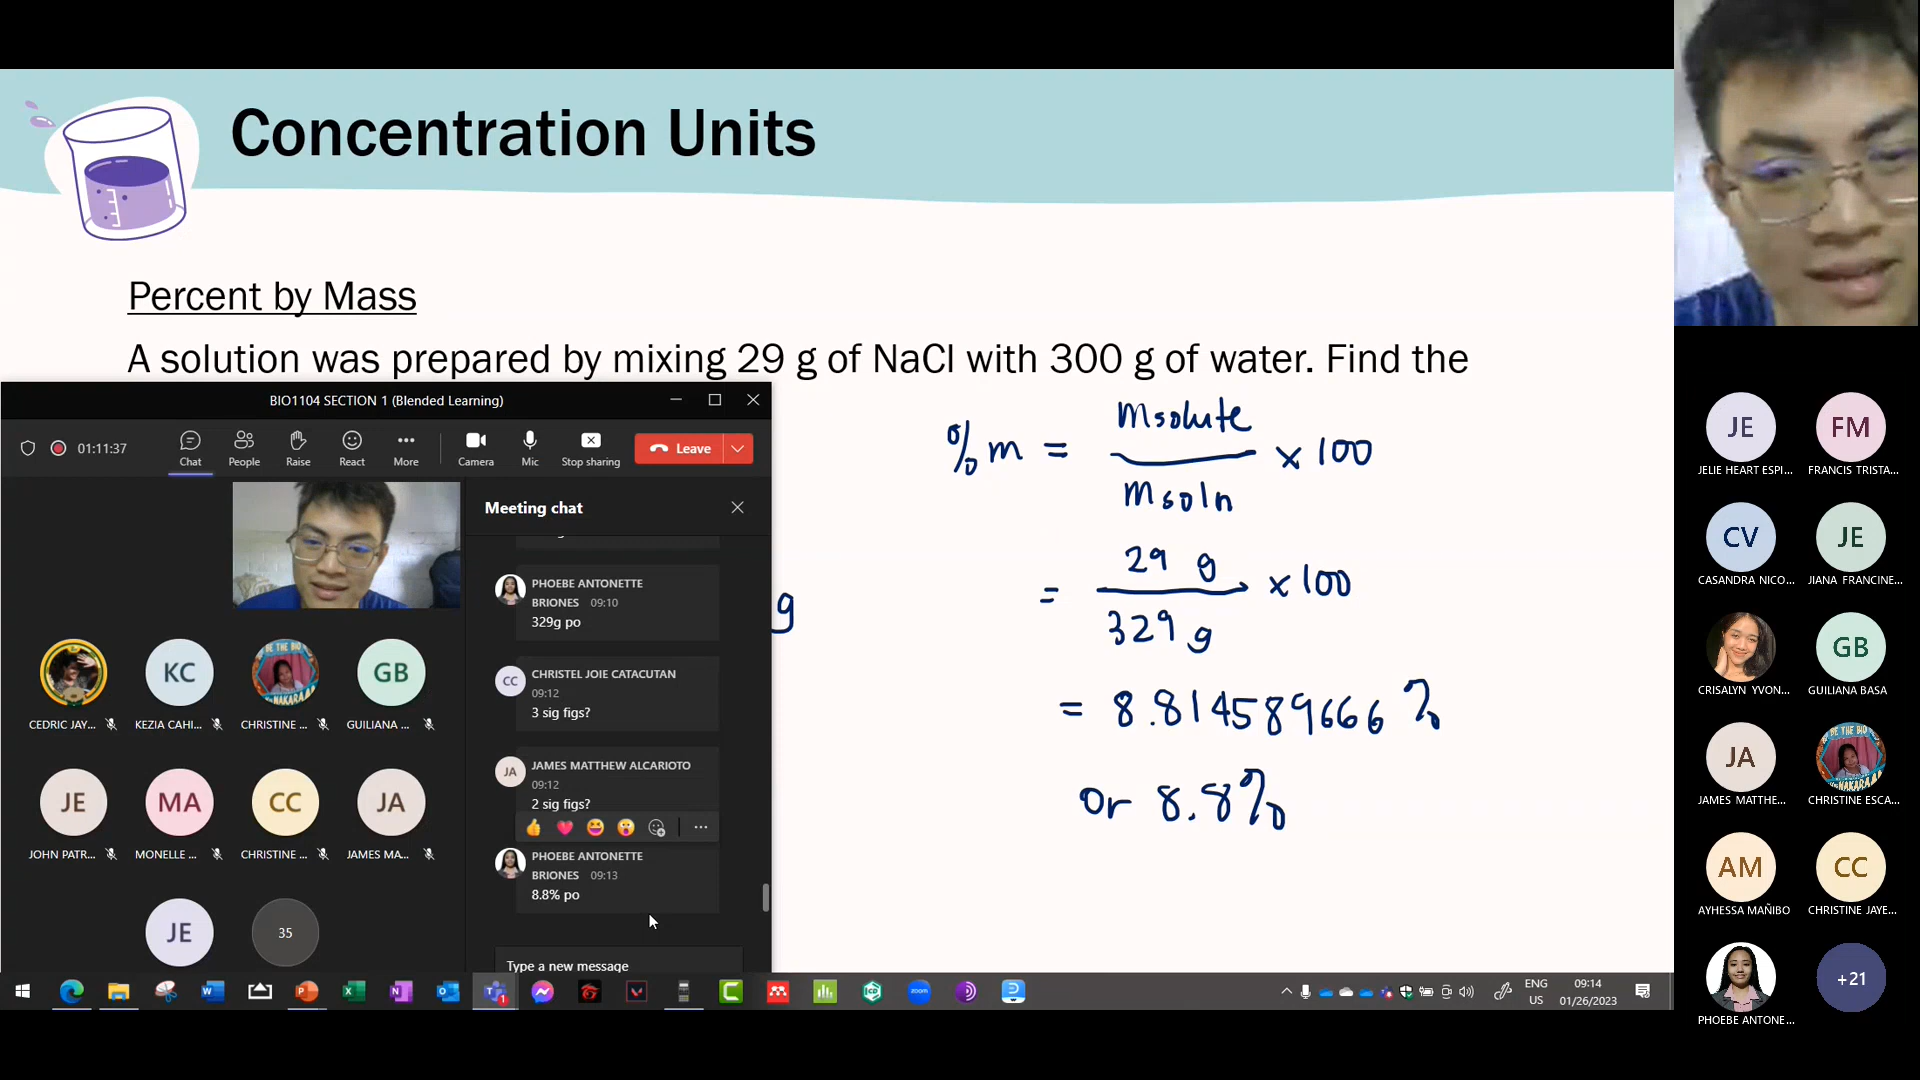 Concentration Units
Percent by Mass
A solution was prepared by mixing 29 g of NaCl with 300 g of water. Find the
%m = msolute / msoln x 100
= 29 g / 329 g x 100
= 8.814589666 %
or 8.8%
g
BIO1104 SECTION 1 (Blended Learning)
01:11:37
Chat
People
Raise
React
More
Camera
Mic
Stop sharing
Leave
Meeting chat
PHOEBE ANTONETTE
BRIONES 09:10
329g po
CC
CHRISTEL JOIE CATACUTAN
09:12
3 sig figs?
JA
JAMES MATTHEW ALCARIOTO
09:12
2 sig figs?
PHOEBE ANTONETTE
BRIONES 09:13
8.8% po
Type a new message
KC
GB
CEDRIC JAY...
KEZIA CAHI...
CHRISTINE ...
GUILIANA ...
JE
MA
CC
JA
JOHN PATR...
MONELLE ...
CHRISTINE ...
JAMES MA...
JE
35
ENG
US
09:14
01/26/2023
JE
FM
JELIE HEART ESPI...
FRANCIS TRISTA...
CV
JE
CASANDRA NICO...
JIANA FRANCINE...
GB
CRISALYN YVON...
GUILIANA BASA
JA
JAMES MATTHE...
CHRISTINE ESCA...
AM
CC
AYHESSA MAÑIBO
CHRISTINE JAYE...
+21
PHOEBE ANTONE...